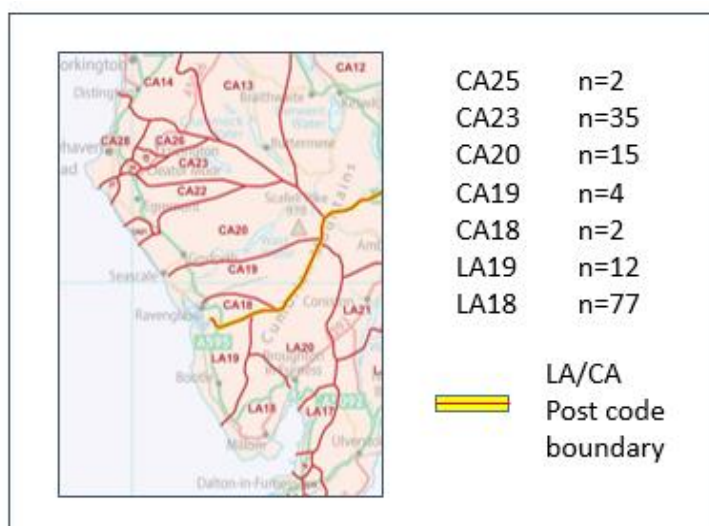 orkington
CA14
CA13
CA12
Distington
Braithwaite
CA28
CA26
Buttermere
CA23
Cleator Moor
CA22
Egremont
Scafell Pike
978
CA20
Gosforth
CA19
Seascale
CA18
Ravenglass
Coniston
LA21
A595
LA19
LA20
Broughton
in-Furness
Bootle
LA18
LA17
Millom
Ulverston
Dalton-in-Furness
CA25 n=2
CA23 n=35
CA20 n=15
CA19 n=4
CA18 n=2
LA19 n=12
LA18 n=77
LA/CA
Post code
boundary